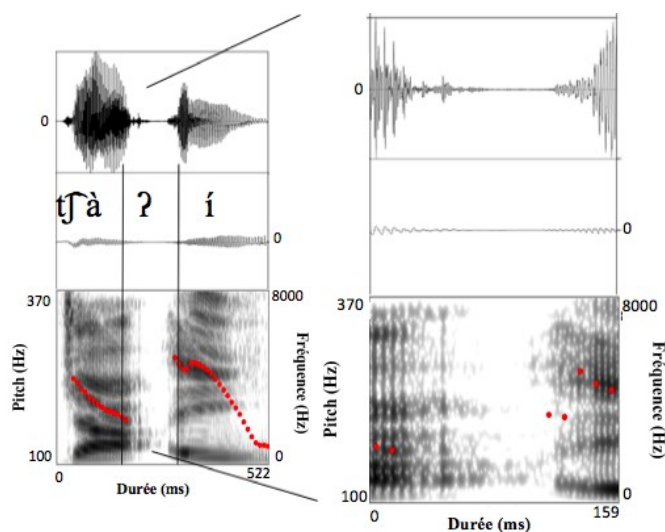 0
0
t͡ʃ à ʔ í
0
0
370
8000
Pitch (Hz)
Fréquence (Hz)
100
0
0
522
Durée (ms)
370
8000
Pitch (Hz)
Fréquence (Hz)
100
0
0
159
Durée (ms)